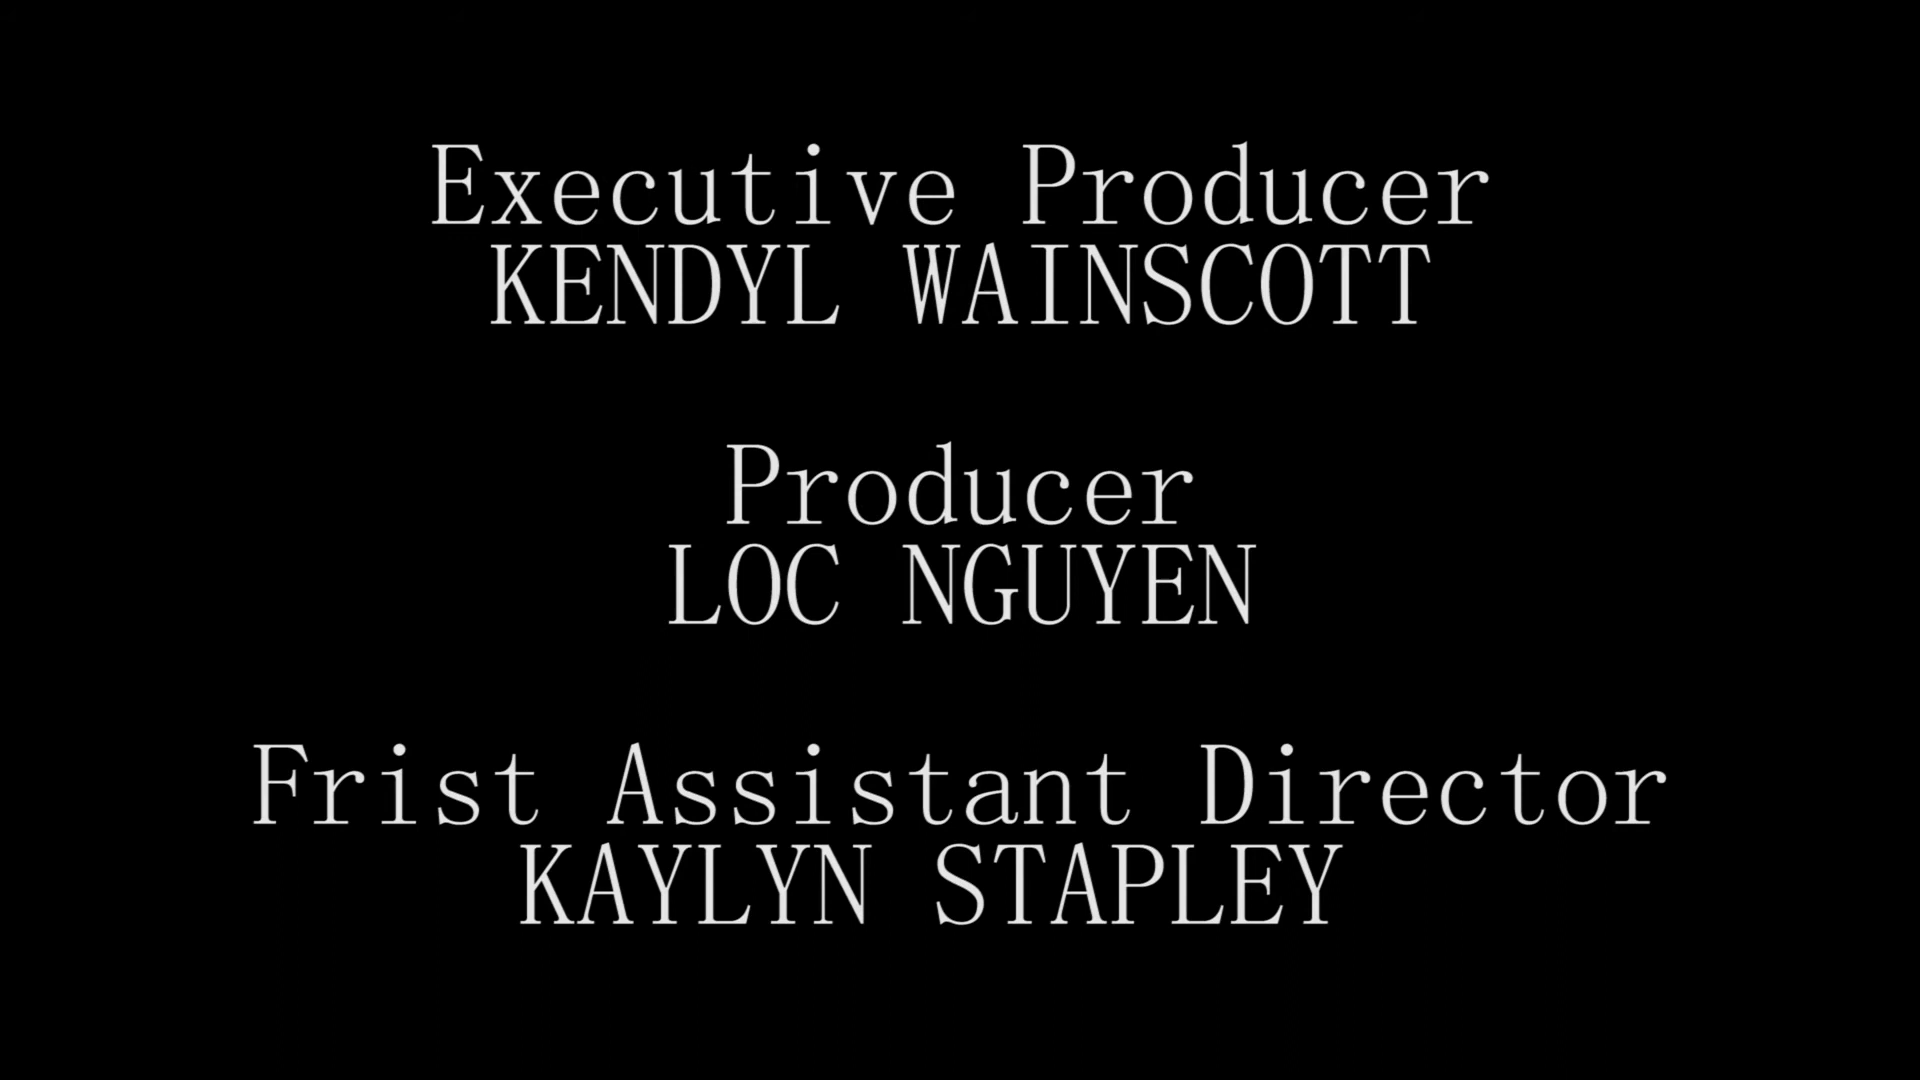 Executive Producer
KENDYL WAINSCOTT
Producer
LOC NGUYEN
Frist Assistant Director
KAYLYN STAPLEY